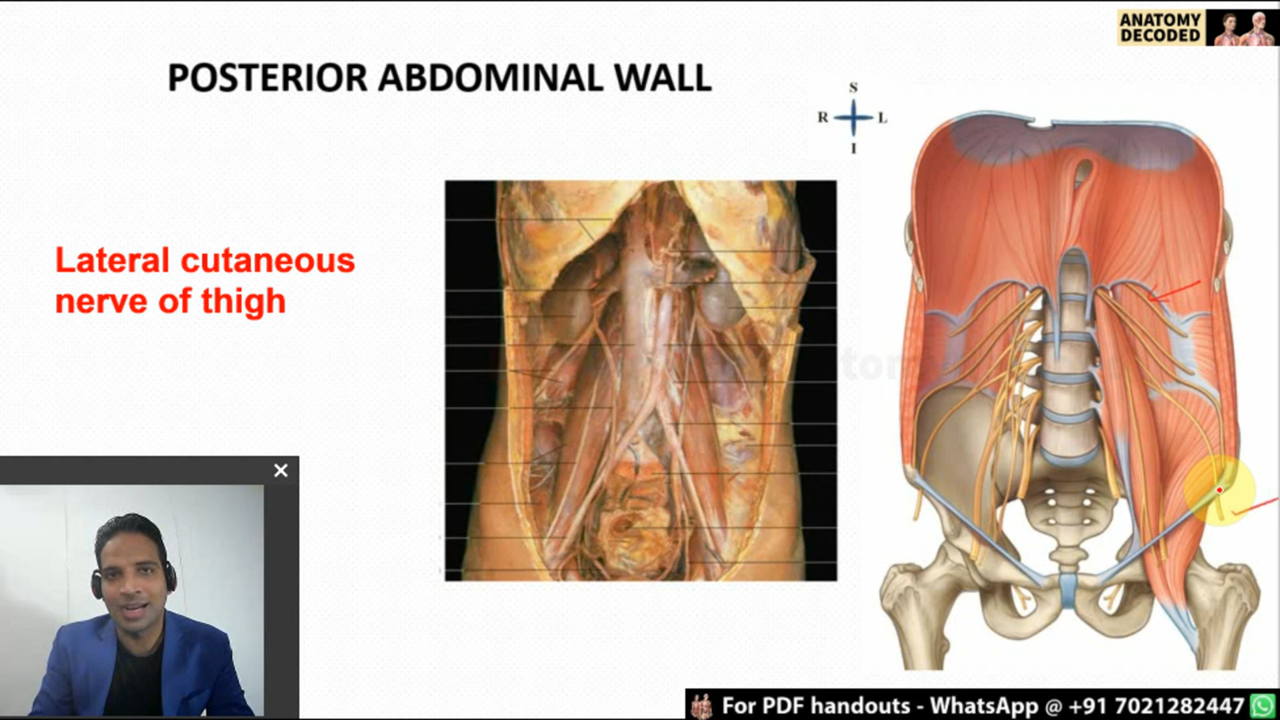 ANATOMY
DECODED
POSTERIOR ABDOMINAL WALL
S
R L
I
Lateral cutaneous
nerve of thigh
For PDF handouts - WhatsApp @ +91 7021282447